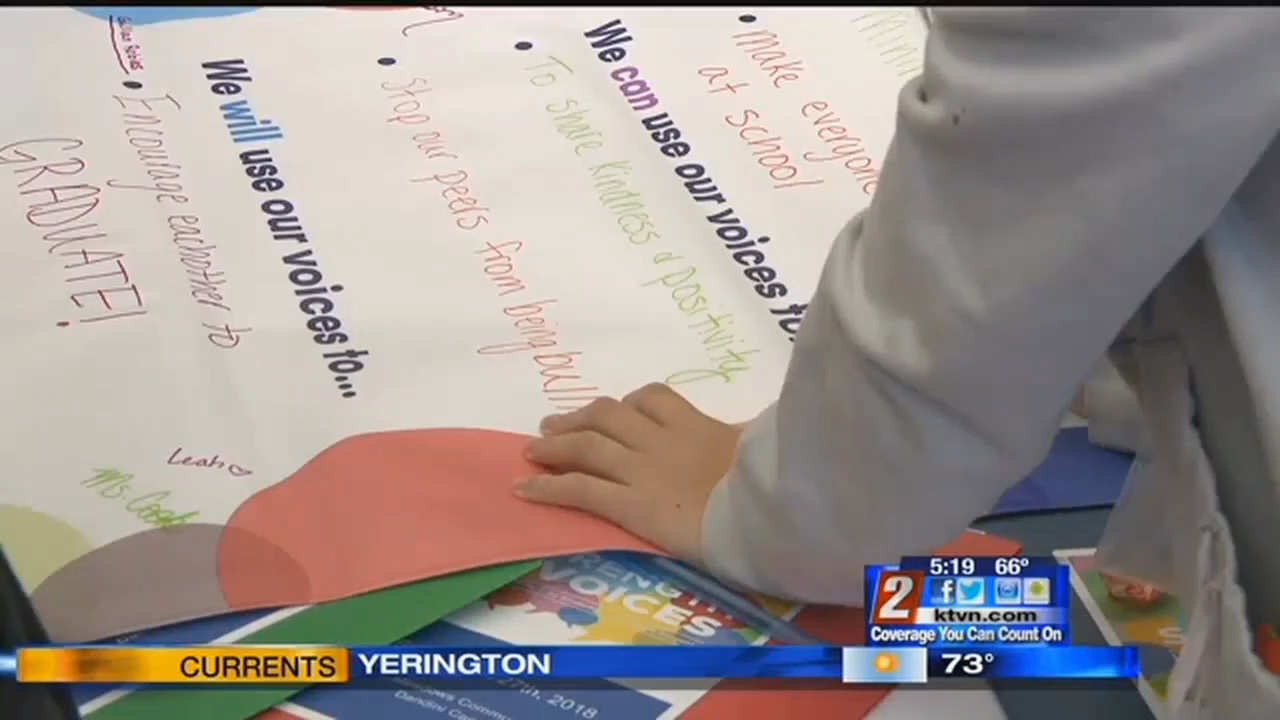 make everyone
at school
We can use our voices to
To share kindness & positivity
Stop our peers from being
We will use our voices to...
Encourage eachother to
GRADUATE!
Leah
Ms.
VOICES
27th, 2018
5:19 66°
2
ktvn.com
Coverage You Can Count On
CURRENTS YERINGTON 73°